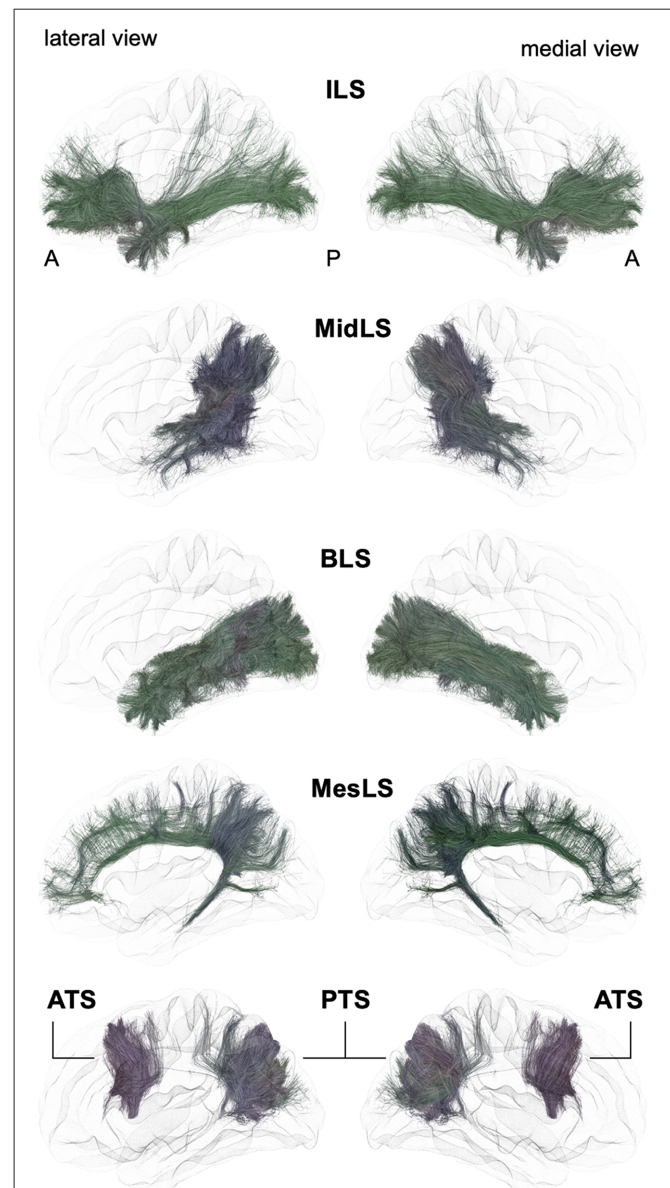 lateral view
medial view
ILS
A
P
A
MidLS
BLS
MesLS
ATS
PTS
ATS